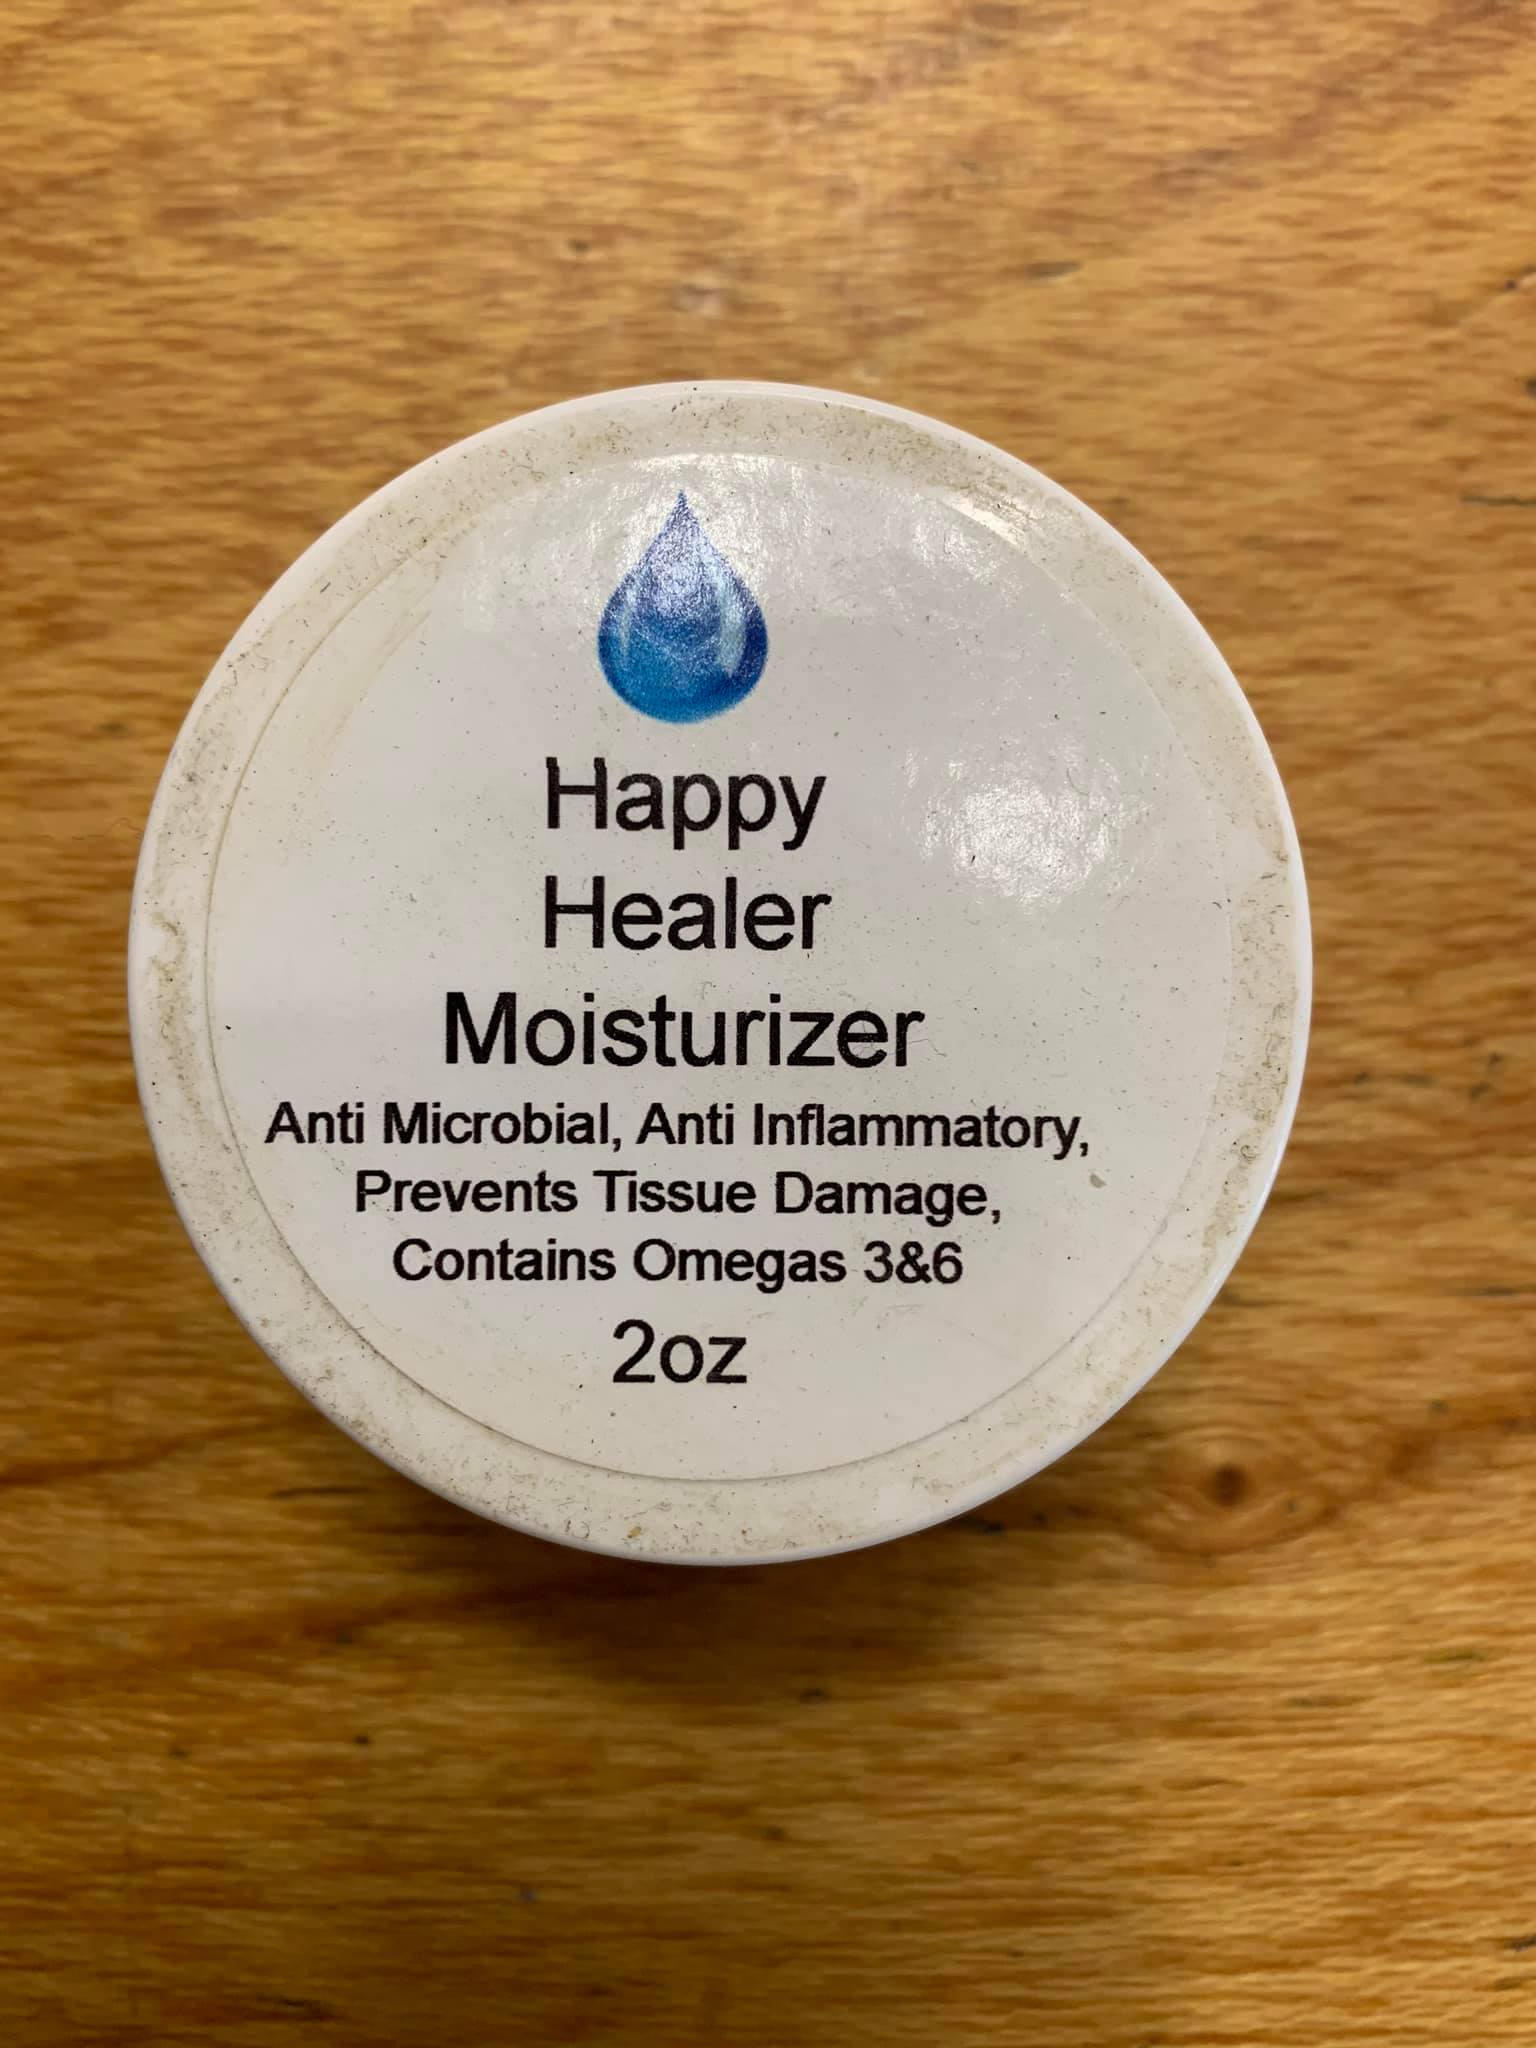 Happy
Healer
Moisturizer
Anti Microbial, Anti Inflammatory,
Prevents Tissue Damage,
Contains Omegas 3&6
2oz